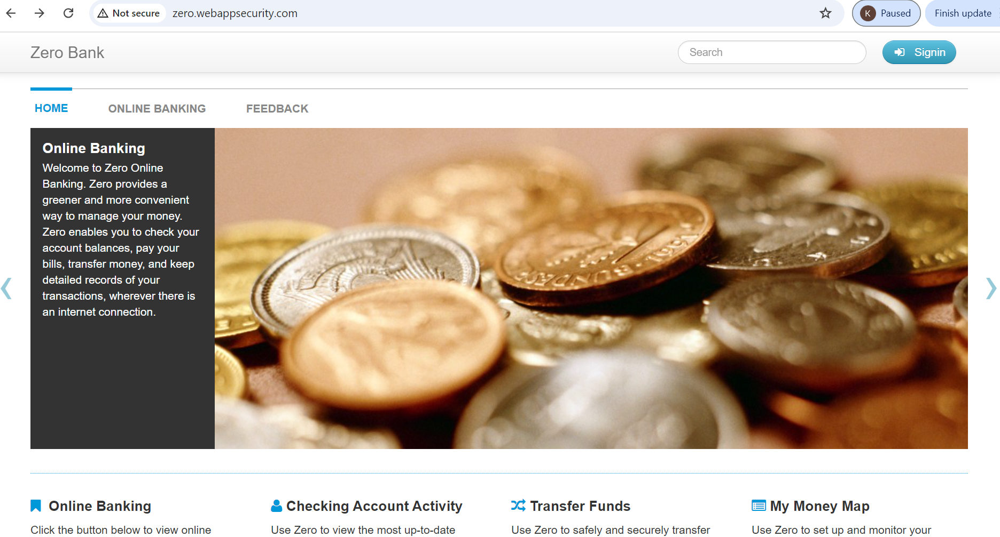 Not secure zero.webappsecurity.com K Paused Finish update
Zero Bank Search Signin
HOME ONLINE BANKING FEEDBACK
Online Banking
Welcome to Zero Online
Banking. Zero provides a
greener and more convenient
way to manage your money.
Zero enables you to check your
account balances, pay your
bills, transfer money, and keep
detailed records of your
transactions, wherever there is
an internet connection.
BUNDES 1991
Online Banking
Click the button below to view online
Checking Account Activity
Use Zero to view the most up-to-date
Transfer Funds
Use Zero to safely and securely transfer
My Money Map
Use Zero to set up and monitor your